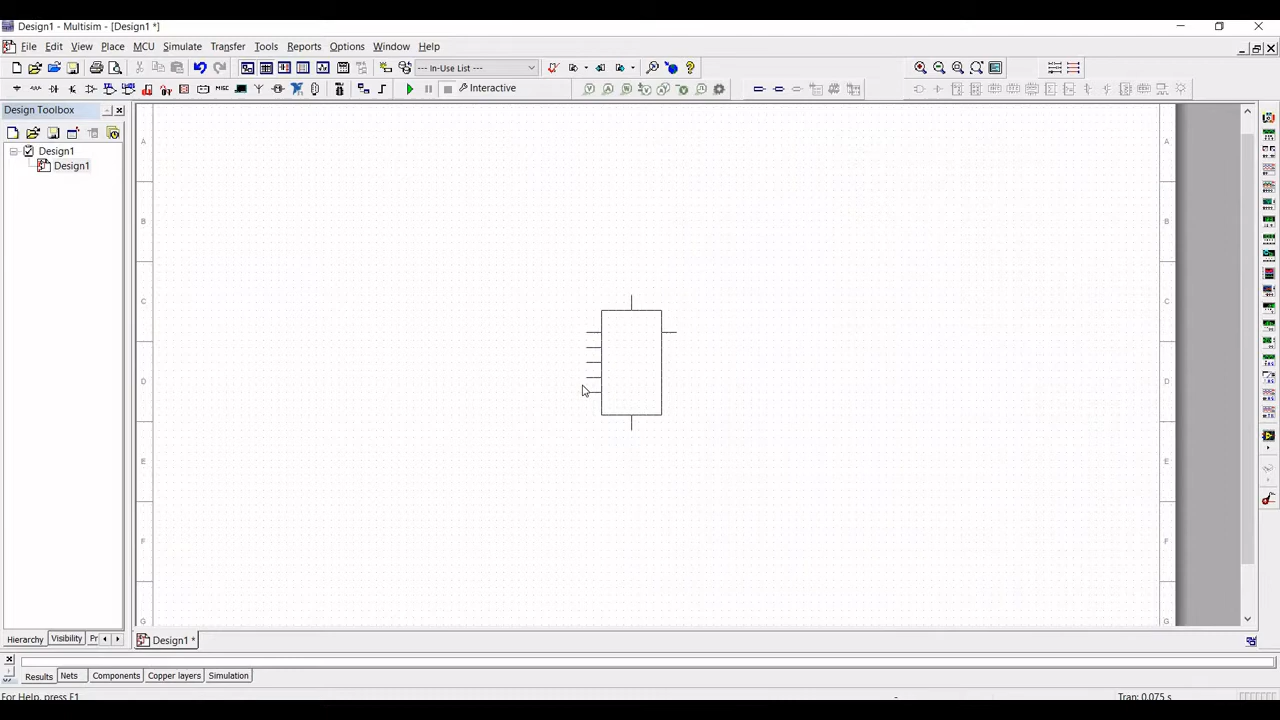 Design1 - Multisim - [Design1 *]
File Edit View Place MCU Simulate Transfer Tools Reports Options Window Help
--- In-Use List ---
MISC
Interactive
Design Toolbox
Design1
Design1
A A
B B
C C
D D
E E
F F
G G
Hierarchy Visibility Pr
Design1 *
Results Nets Components Copper layers Simulation
For Help, press F1 - Tran: 0.075 s